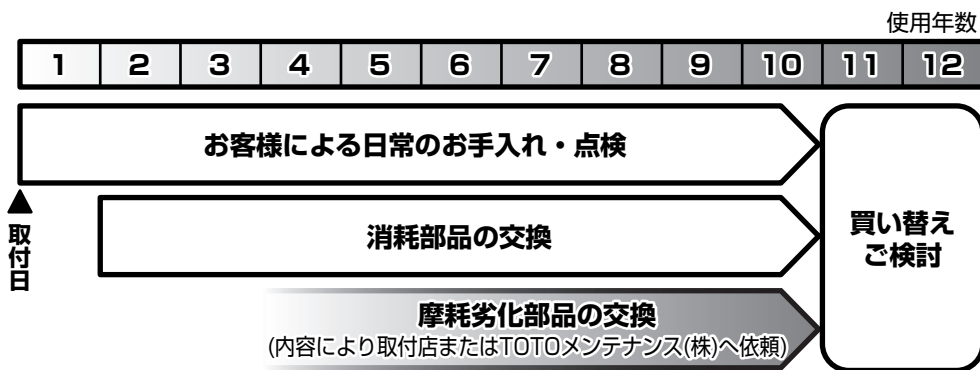 使用年数
1 2 3 4 5 6 7 8 9 10 11 12
お客様による日常のお手入れ・点検
取付日
消耗部品の交換
買い替え
ご検討
摩耗劣化部品の交換
(内容により取付店またはTOTOメンテナンス(株)へ依頼)